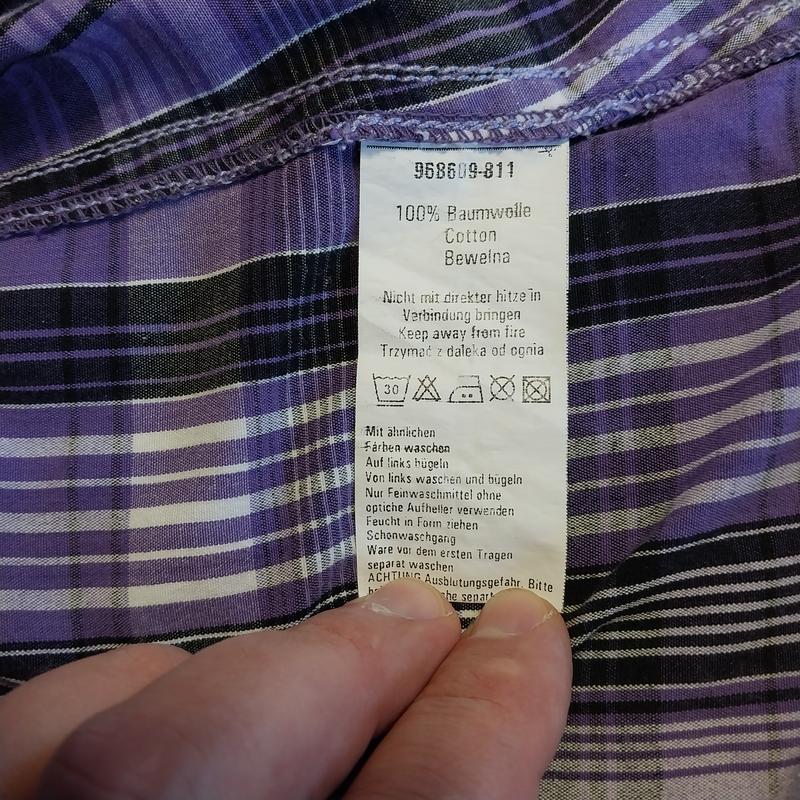 968609-811
100% Baumwolle
Cotton
Bewelna
Nicht mit direkter hitze in
Verbindung bringen
Keep away from fire
Trzymać z daleka od ognia
30
Mit ähnlichen
Farben waschen
Auf links bügeln
Von links waschen und bügeln
Nur Feinwaschmittel ohne
optiche Aufheller verwenden
Feucht in Form ziehen
Schonwaschgang
Ware vor dem ersten Tragen
separat waschen
ACHTUNG Ausblutungsgefahr. Bitte